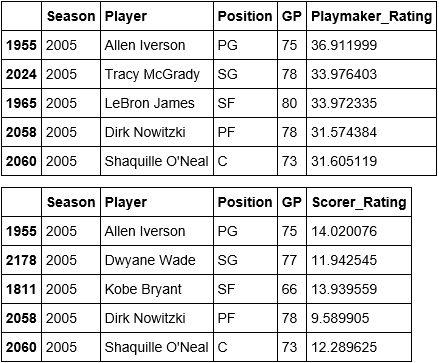 Season Player Position GP Playmaker_Rating
1955 2005 Allen Iverson PG 75 36.911999
2024 2005 Tracy McGrady SG 78 33.976403
1965 2005 LeBron James SF 80 33.972335
2058 2005 Dirk Nowitzki PF 78 31.574384
2060 2005 Shaquille O'Neal C 73 31.605119
Season Player Position GP Scorer_Rating
1955 2005 Allen Iverson PG 75 14.020076
2178 2005 Dwyane Wade SG 77 11.942545
1811 2005 Kobe Bryant SF 66 13.939559
2058 2005 Dirk Nowitzki PF 78 9.589905
2060 2005 Shaquille O'Neal C 73 12.289625